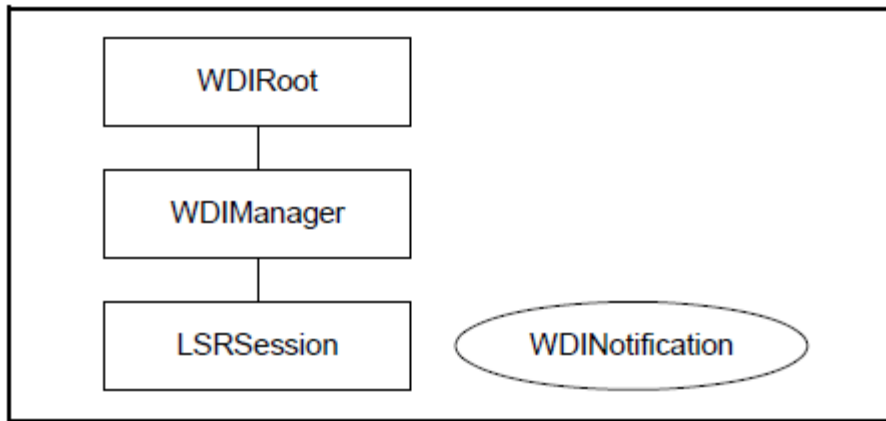 WDIRoot
WDIManager
LSRSession
WDINotification